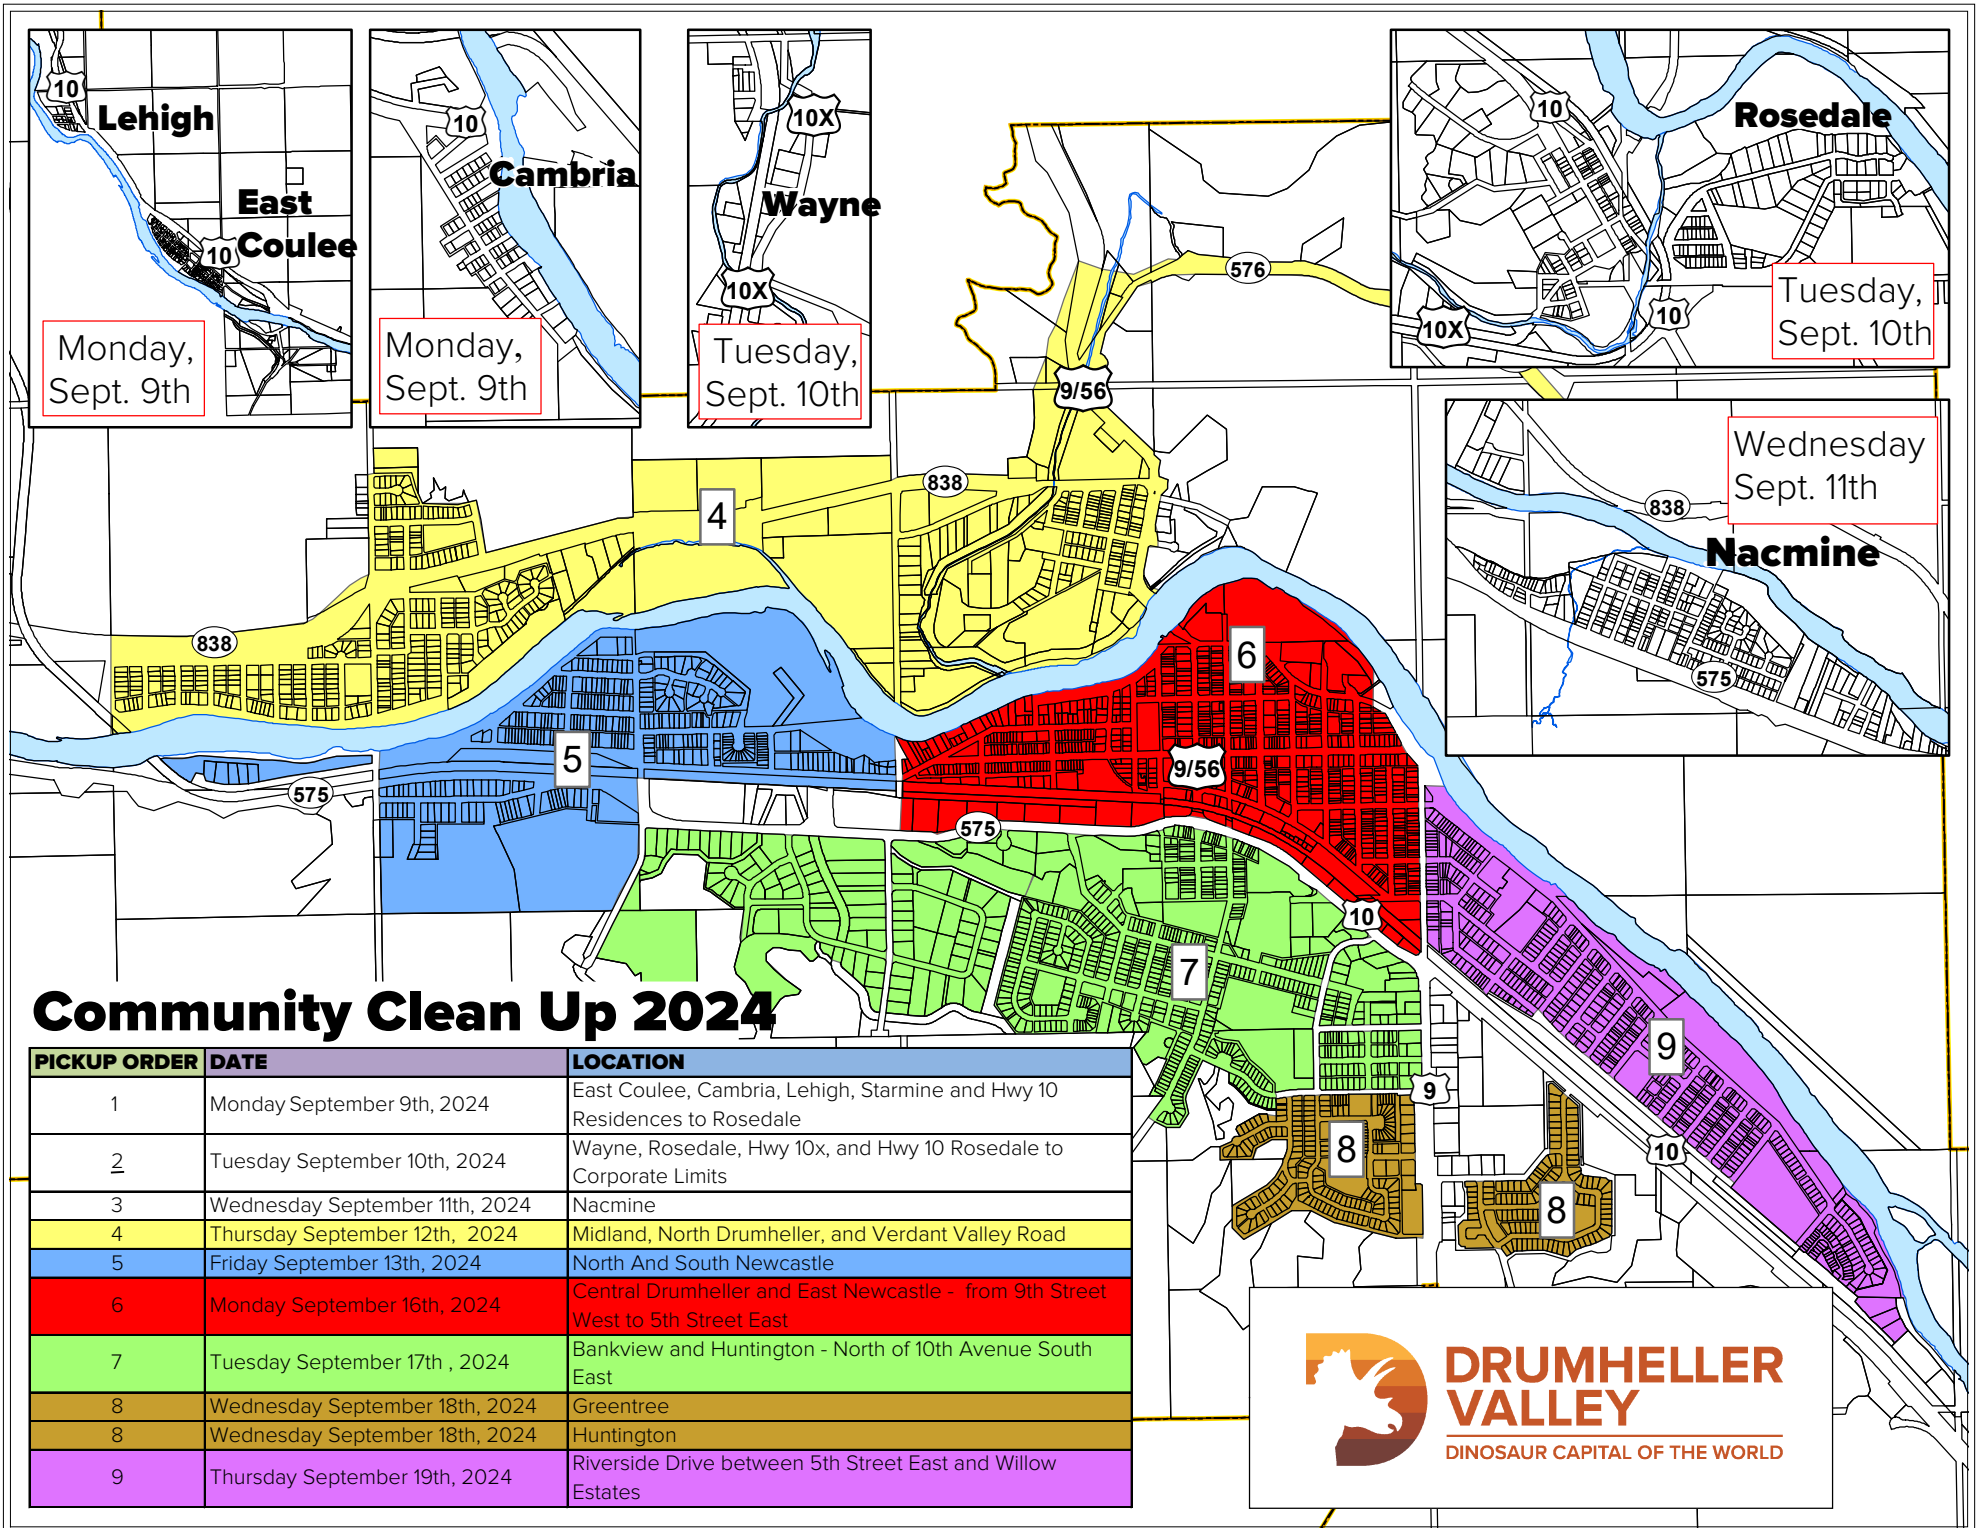 10
Lehigh
East
10
Coulee
Monday,
Sept. 9th
10
Cambria
Monday,
Sept. 9th
10X
Wayne
10X
Tuesday,
Sept. 10th
10
Rosedale
10X
10
Tuesday,
Sept. 10th
576
9/56
Wednesday
Sept. 11th
838
Nacmine
575
838
4
838
6
5
9/56
575
575
10
7
9
9
8
10
8
Community Clean Up 2024
PICKUP ORDER DATE LOCATION
1 Monday September 9th, 2024 East Coulee, Cambria, Lehigh, Starmine and Hwy 10
Residences to Rosedale
2 Tuesday September 10th, 2024 Wayne, Rosedale, Hwy 10x, and Hwy 10 Rosedale to
Corporate Limits
3 Wednesday September 11th, 2024 Nacmine
4 Thursday September 12th, 2024 Midland, North Drumheller, and Verdant Valley Road
5 Friday September 13th, 2024 North And South Newcastle
6 Monday September 16th, 2024 Central Drumheller and East Newcastle - from 9th Street
West to 5th Street East
7 Tuesday September 17th , 2024 Bankview and Huntington - North of 10th Avenue South
East
8 Wednesday September 18th, 2024 Greentree
8 Wednesday September 18th, 2024 Huntington
9 Thursday September 19th, 2024 Riverside Drive between 5th Street East and Willow
Estates
DRUMHELLER
VALLEY
DINOSAUR CAPITAL OF THE WORLD